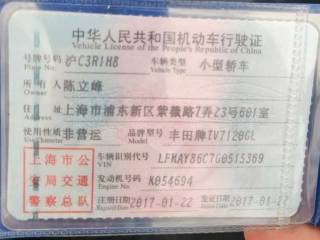 中华人民共和国机动车行驶证
Vehicle License of the People's Republic of China
号牌号码 沪C3R1H8 车辆类型 小型轿车
Plate No. Vehicle Type
所有人 陈立峰
Owner
住址 上海市浦东新区紫薇路7弄23号601室
Address
使用性质 非营运 品牌型号 丰田牌TV7120GL
上海市公 车辆识别代号 LFMAY86C7G0515369
VIN
安局交通 发动机号码 K054694
Engine No.
警察总队 注册日期 2017-01-22 发证日期 2017-01-22
Register Date Issue Date